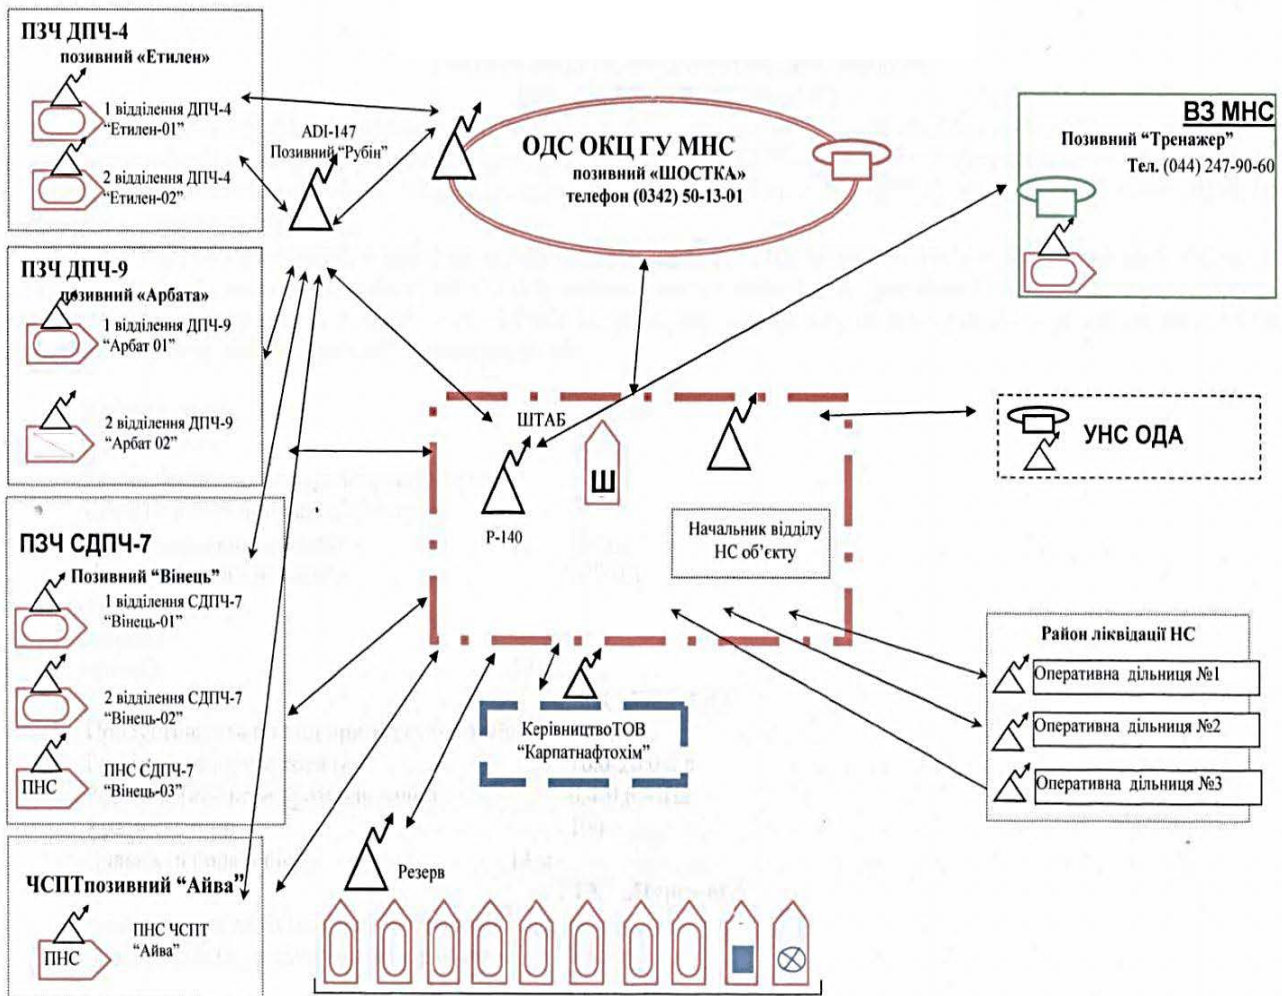 ПЗЧ ДПЧ-4
позивний «Етилен»
1 відділення ДПЧ-4
“Етилен-01”
2 відділення ДПЧ-4
“Етилен-02”
ADI-147
Позивний “Рубін”
ОДС ОКЦ ГУ МНС
позивний «ШОСТКА»
телефон (0342) 50-13-01
ВЗ МНС
Позивний “Тренажер”
Тел. (044) 247-90-60
ПЗЧ ДПЧ-9
позивний «Арбата»
1 відділення ДПЧ-9
“Арбат 01”
2 відділення ДПЧ-9
“Арбат 02”
ШТАБ
Ш
Р-140
Начальник відділу
НС об’єкту
УНС ОДА
ПЗЧ СДПЧ-7
Позивний “Вінець”
1 відділення СДПЧ-7
“Вінець-01”
2 відділення СДПЧ-7
“Вінець-02”
ПНС
ПНС СДПЧ-7
“Вінець-03”
Район ліквідації НС
Оперативна дільниця №1
Оперативна дільниця №2
Оперативна дільниця №3
КерівництвоТОВ
“Карпатнафтохім”
ЧСПТпозивний “Айва”
ПНС
ПНС ЧСПТ
“Айва”
Резерв